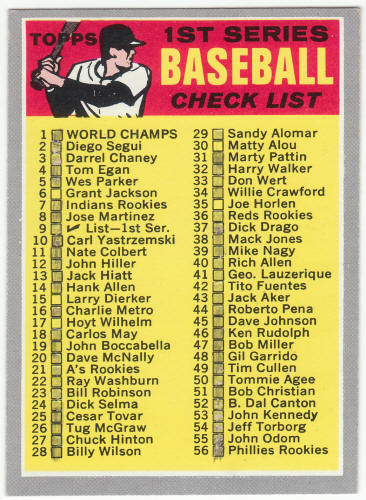 TOPPS
1ST SERIES
BASEBALL
CHECK LIST
1 WORLD CHAMPS
2 Diego Segui
3 Darrel Chaney
4 Tom Egan
5 Wes Parker
6 Grant Jackson
7 Indians Rookies
8 Jose Martinez
9 ✓ List—1st Ser.
10 Carl Yastrzemski
11 Nate Colbert
12 John Hiller
13 Jack Hiatt
14 Hank Allen
15 Larry Dierker
16 Charlie Metro
17 Hoyt Wilhelm
18 Carlos May
19 John Boccabella
20 Dave McNally
21 A's Rookies
22 Ray Washburn
23 Bill Robinson
24 Dick Selma
25 Cesar Tovar
26 Tug McGraw
27 Chuck Hinton
28 Billy Wilson
29 Sandy Alomar
30 Matty Alou
31 Marty Pattin
32 Harry Walker
33 Don Wert
34 Willie Crawford
35 Joe Horlen
36 Reds Rookies
37 Dick Drago
38 Mack Jones
39 Mike Nagy
40 Rich Allen
41 Geo. Lauzerique
42 Tito Fuentes
43 Jack Aker
44 Roberto Pena
45 Dave Johnson
46 Ken Rudolph
47 Bob Miller
48 Gil Garrido
49 Tim Cullen
50 Tommie Agee
51 Bob Christian
52 B. Dal Canton
53 John Kennedy
54 Jeff Torborg
55 John Odom
56 Phillies Rookies